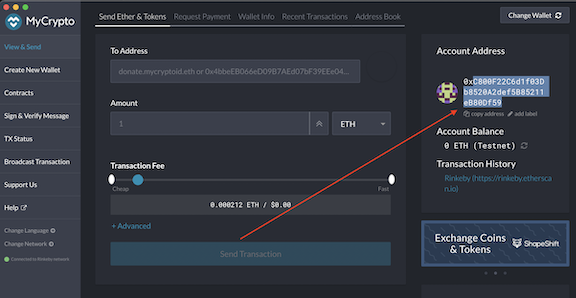 MyCrypto
View & Send
Create New Wallet
Contracts
Sign & Verify Message
TX Status
Broadcast Transaction
Support Us
Help
Change Language
Change Network
Connected to Rinkeby network
Send Ether & Tokens
Request Payment
Wallet Info
Recent Transactions
Address Book
Change Wallet
To Address
donate.mycryptoid.eth or 0x4bbeEB066eD09B7AEd07bF39EEe04...
Amount
1
ETH
Transaction Fee
Cheap
Fast
0.000212 ETH / $0.00
+ Advanced
Send Transaction
Account Address
0xC800F22C6d1f03D
b8520A2def5B85211
eB80Df59
copy address
add label
Account Balance
0 ETH (Testnet)
Transaction History
Rinkeby (https://rinkeby.ethersca
n.io)
Exchange Coins
& Tokens
ShapeShift